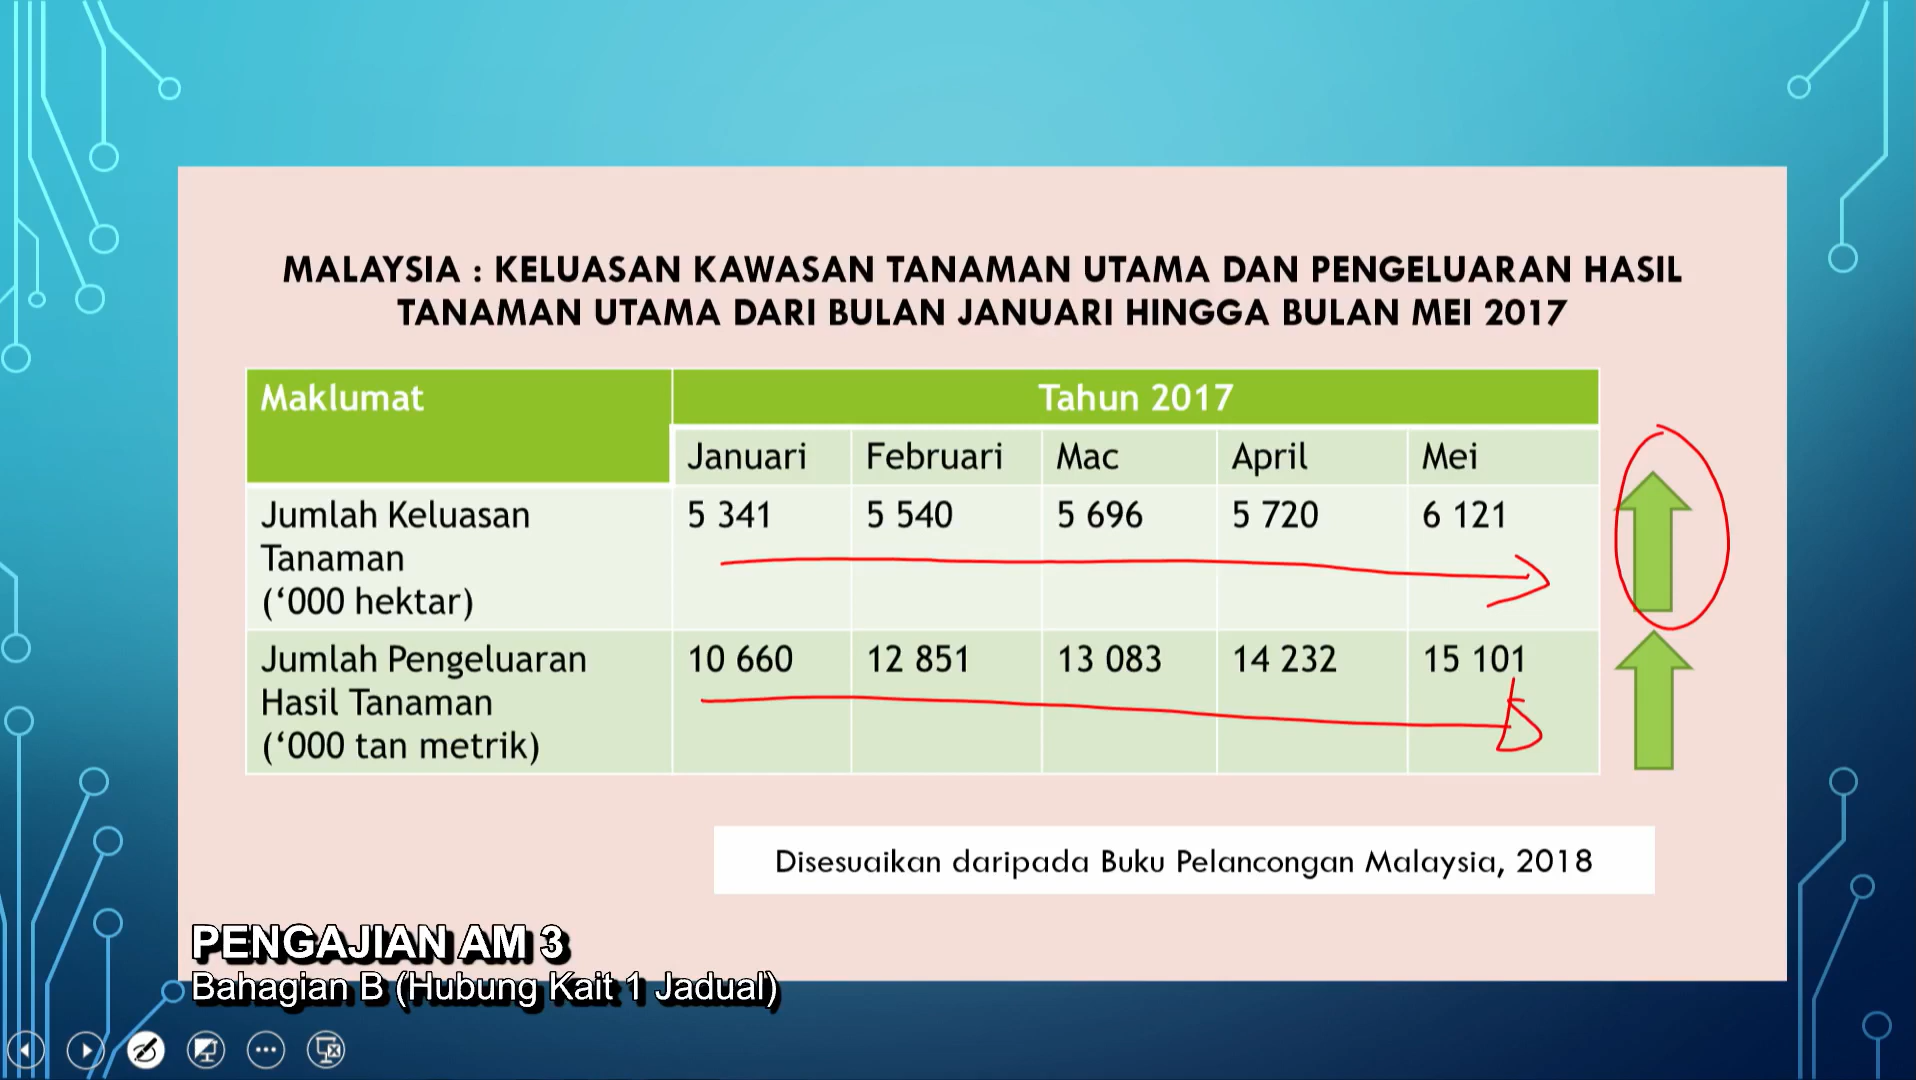 MALAYSIA : KELUASAN KAWASAN TANAMAN UTAMA DAN PENGELUARAN HASIL
TANAMAN UTAMA DARI BULAN JANUARI HINGGA BULAN MEI 2017
Maklumat Tahun 2017
Januari Februari Mac April Mei
Jumlah Keluasan 5 341 5 540 5 696 5 720 6 121
Tanaman
(‘000 hektar)
Jumlah Pengeluaran 10 660 12 851 13 083 14 232 15 101
Hasil Tanaman
(‘000 tan metrik)
Disesuaikan daripada Buku Pelancongan Malaysia, 2018
PENGAJIAN AM 3
Bahagian B (Hubung Kait 1 Jadual)